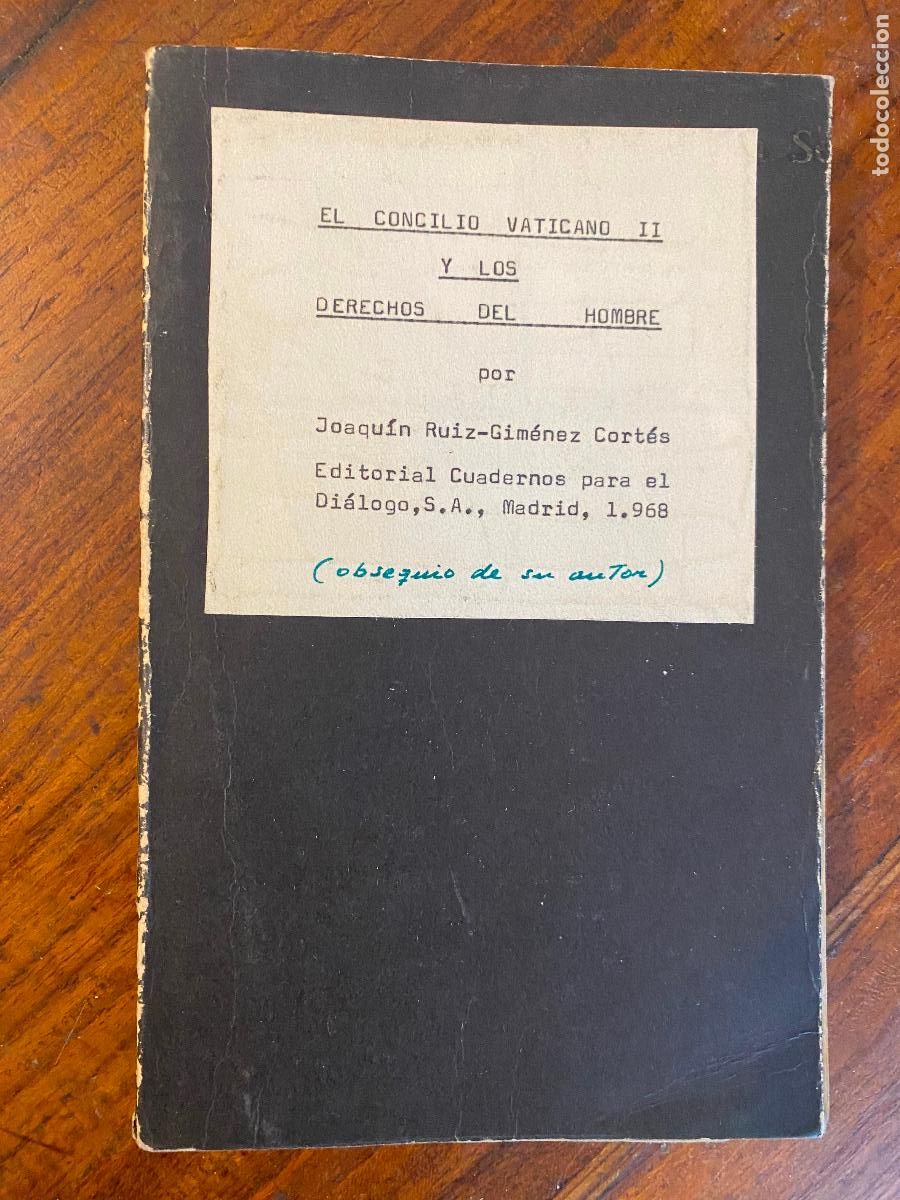 EL CONCILIO VATICANO II
Y LOS
DERECHOS DEL HOMBRE
por
Joaquín Ruiz-Giménez Cortés
Editorial Cuadernos para el
Diálogo,S.A., Madrid, 1.968
(obsequio de su autor)
todocoleccion